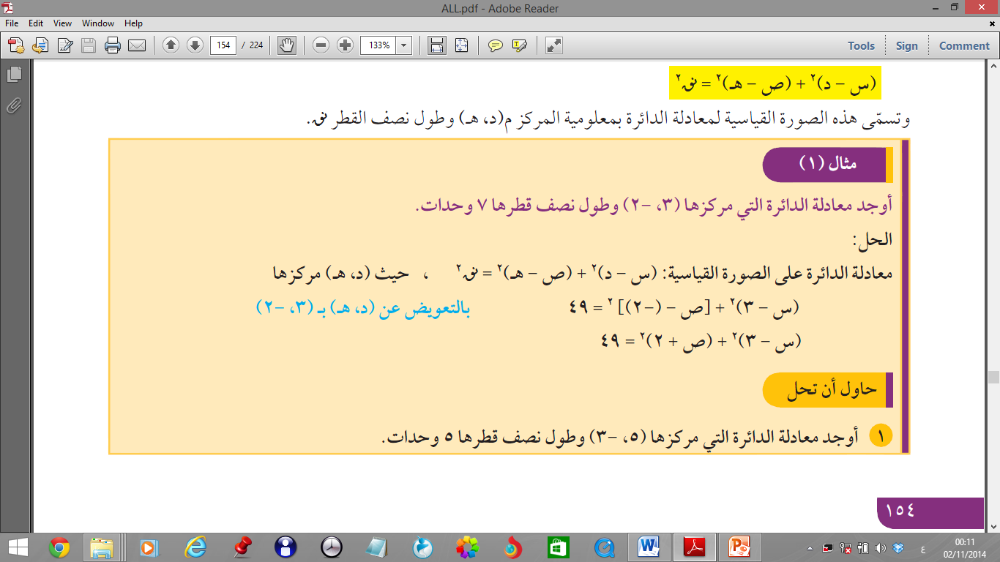 ALL.pdf - Adobe Reader
File Edit View Window Help
154 / 224 133% Tools Sign Comment
(س – د)٢ + (ص – هـ)٢ = نه٢
وتسمّى هذه الصورة القياسية لمعادلة الدائرة بمعلومية المركز م(د، هـ) وطول نصف القطر نه.
مثال (١)
أوجد معادلة الدائرة التي مركزها (٣، –٢) وطول نصف قطرها ٧ وحدات.
الحل:
معادلة الدائرة على الصورة القياسية: (س – د)٢ + (ص – هـ)٢ = نه٢ ، حيث (د، هـ) مركزها
(س – ٣)٢ + [ص – (–٢)]٢ = ٤٩ بالتعويض عن (د، هـ) بـ (٣، –٢)
(س – ٣)٢ + (ص + ٢)٢ = ٤٩
حاول أن تحل
١ أوجد معادلة الدائرة التي مركزها (٥، –٣) وطول نصف قطرها ٥ وحدات.
١٥٤
ع 00:11
02/11/2014